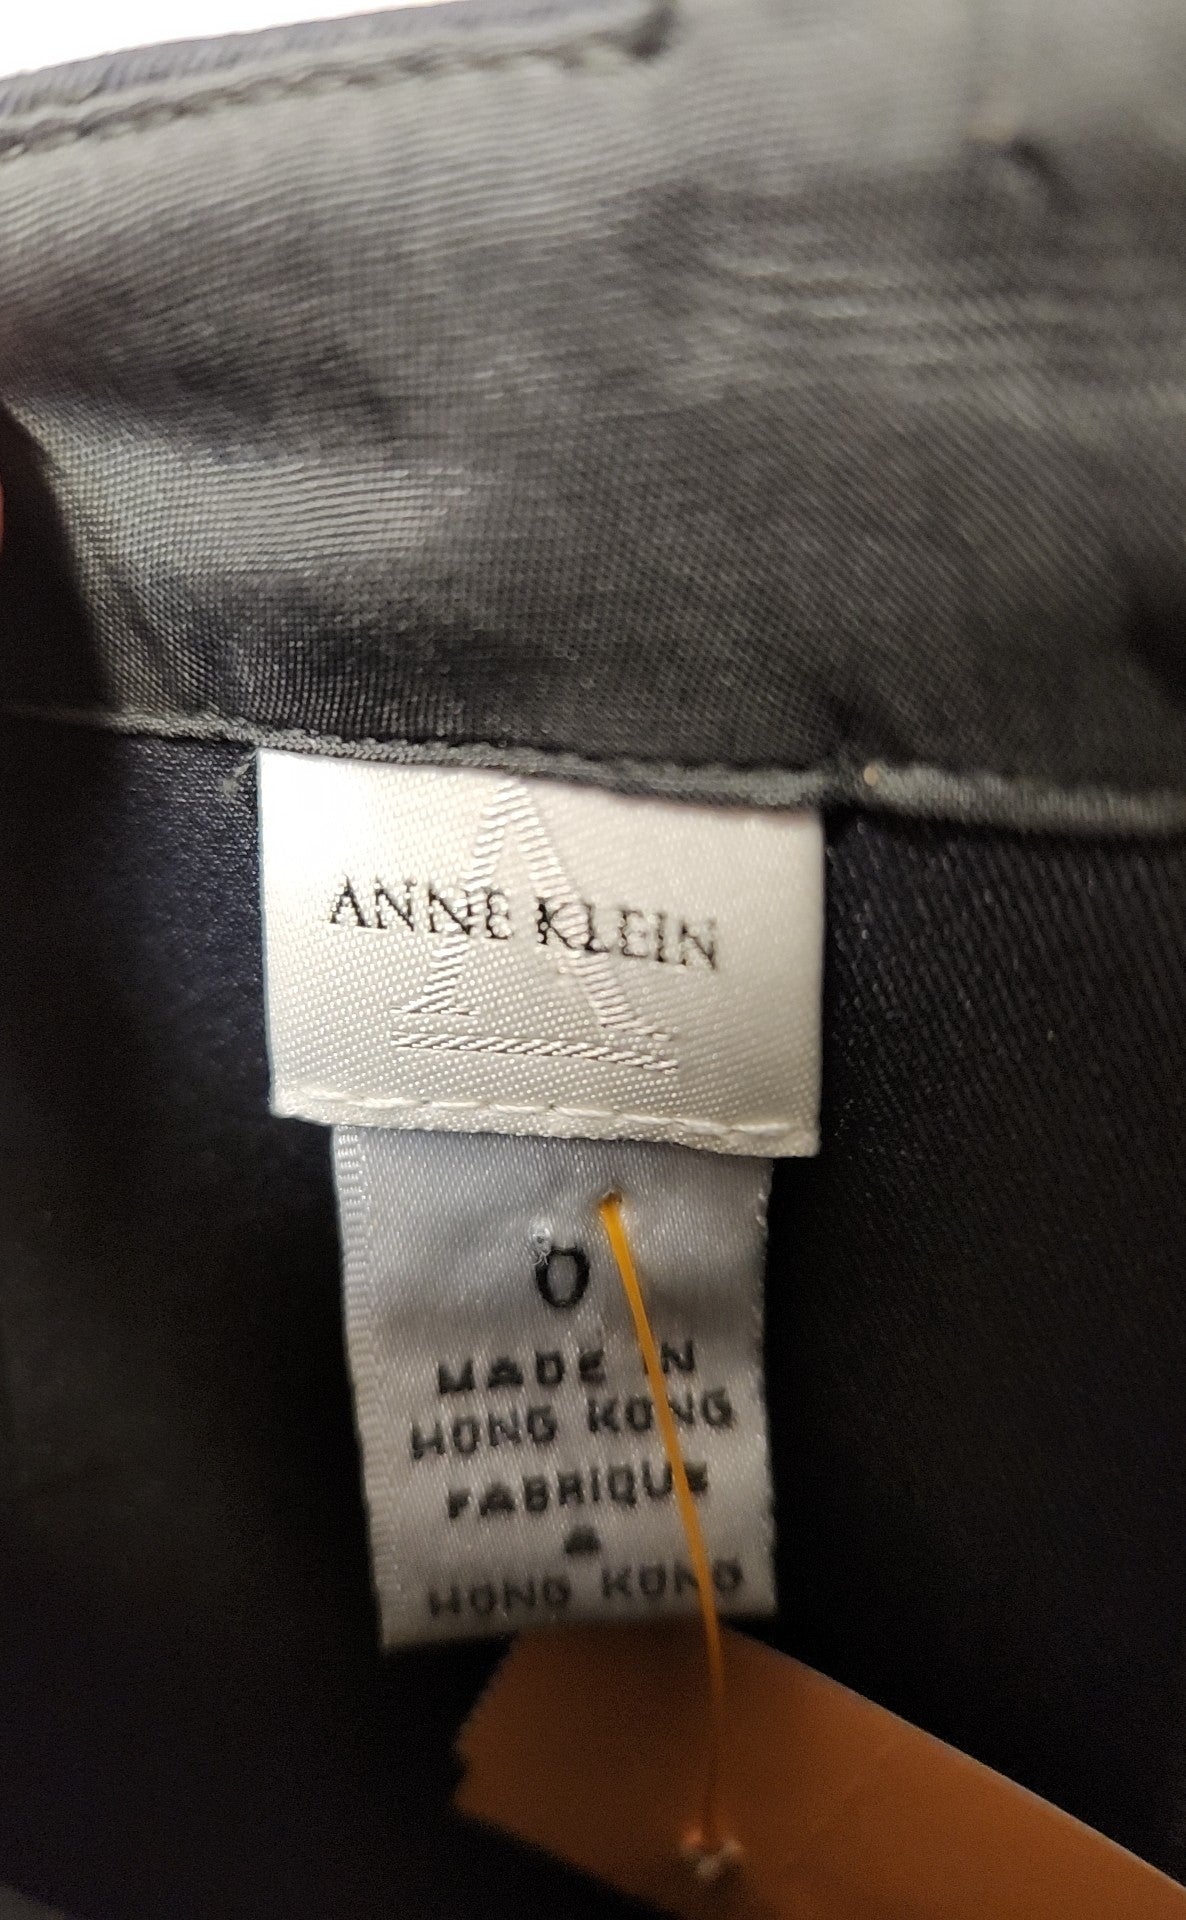 ANNE KLEIN
0
MADE IN
HONG KONG
FABRIQUE
A
HONG KONG